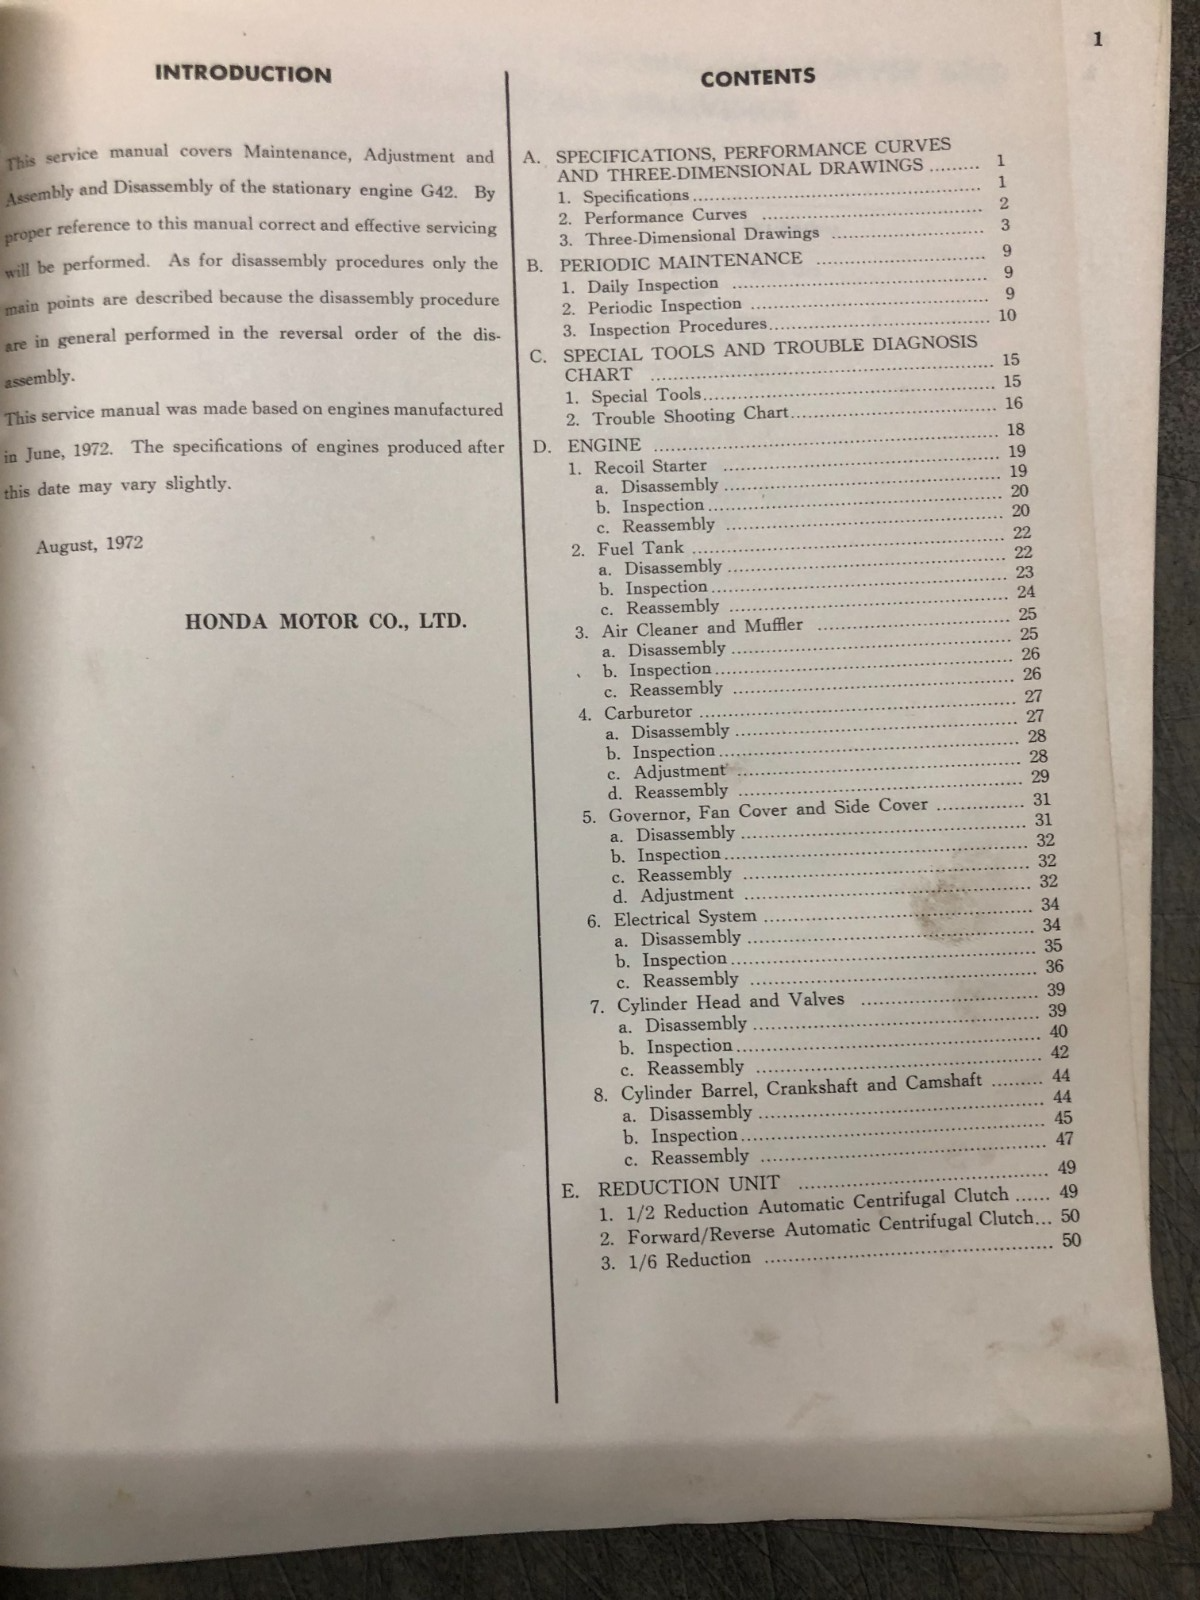 1
INTRODUCTION
This service manual covers Maintenance, Adjustment and
Assembly and Disassembly of the stationary engine G42. By
proper reference to this manual correct and effective servicing
will be performed. As for disassembly procedures only the
main points are described because the disassembly procedure
are in general performed in the reversal order of the dis-
assembly.
This service manual was made based on engines manufactured
in June, 1972. The specifications of engines produced after
this date may vary slightly.
August, 1972
HONDA MOTOR CO., LTD.
CONTENTS
A. SPECIFICATIONS, PERFORMANCE CURVES
AND THREE-DIMENSIONAL DRAWINGS ......... 1
1. Specifications ......... 1
2. Performance Curves ......... 2
3. Three-Dimensional Drawings ......... 3
B. PERIODIC MAINTENANCE ......... 9
1. Daily Inspection ......... 9
2. Periodic Inspection ......... 9
3. Inspection Procedures ......... 10
C. SPECIAL TOOLS AND TROUBLE DIAGNOSIS
CHART ......... 15
1. Special Tools ......... 15
2. Trouble Shooting Chart ......... 16
D. ENGINE ......... 18
1. Recoil Starter ......... 19
a. Disassembly ......... 19
b. Inspection ......... 20
c. Reassembly ......... 20
2. Fuel Tank ......... 22
a. Disassembly ......... 22
b. Inspection ......... 23
c. Reassembly ......... 24
3. Air Cleaner and Muffler ......... 25
a. Disassembly ......... 25
b. Inspection ......... 26
c. Reassembly ......... 26
4. Carburetor ......... 27
a. Disassembly ......... 27
b. Inspection ......... 28
c. Adjustment ......... 28
d. Reassembly ......... 29
5. Governor, Fan Cover and Side Cover ......... 31
a. Disassembly ......... 31
b. Inspection ......... 32
c. Reassembly ......... 32
d. Adjustment ......... 32
6. Electrical System ......... 34
a. Disassembly ......... 34
b. Inspection ......... 35
c. Reassembly ......... 36
7. Cylinder Head and Valves ......... 39
a. Disassembly ......... 39
b. Inspection ......... 40
c. Reassembly ......... 42
8. Cylinder Barrel, Crankshaft and Camshaft ......... 44
a. Disassembly ......... 44
b. Inspection ......... 45
c. Reassembly ......... 47
E. REDUCTION UNIT ......... 49
1. 1/2 Reduction Automatic Centrifugal Clutch ...... 49
2. Forward/Reverse Automatic Centrifugal Clutch... 50
3. 1/6 Reduction ......... 50